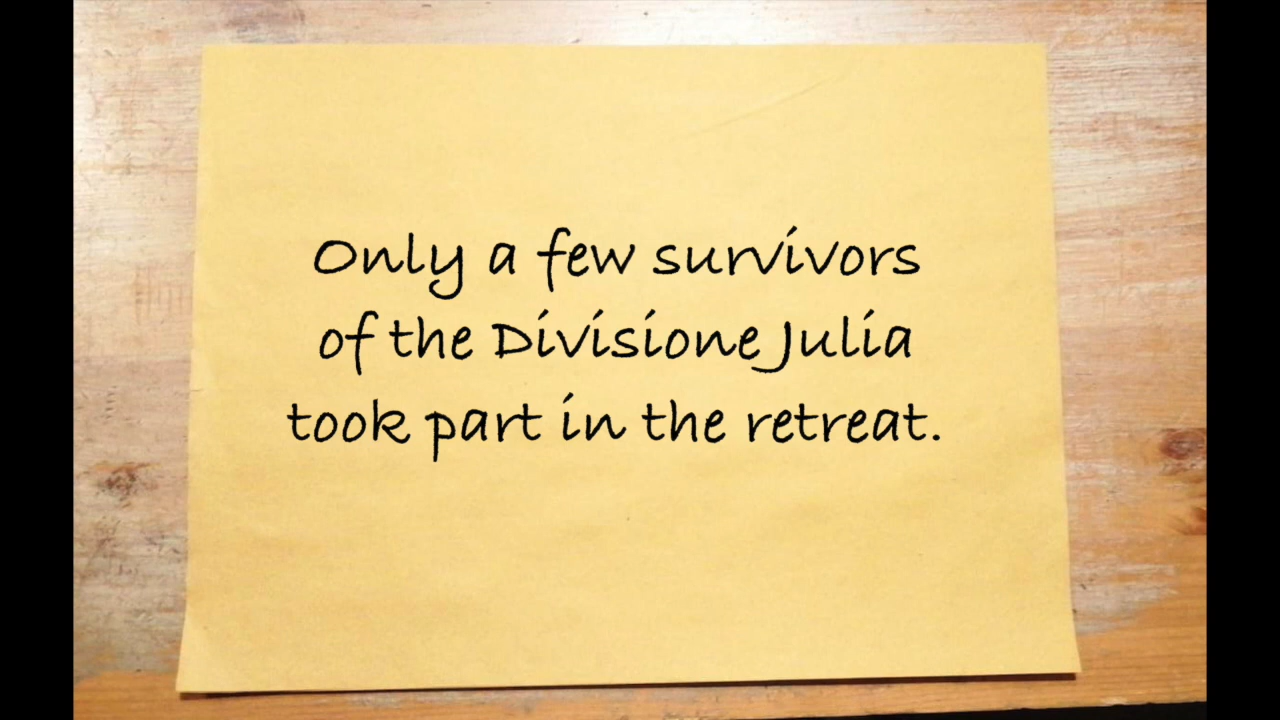 Only a few survivors
of the Divisione Julia
took part in the retreat.